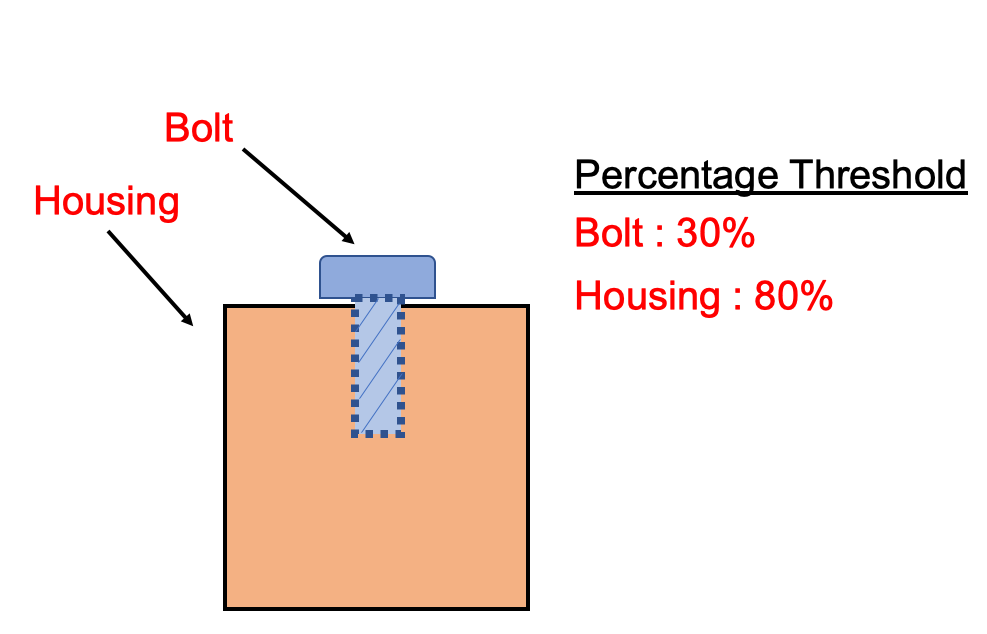 Bolt
Housing
Percentage Threshold
Bolt : 30%
Housing : 80%